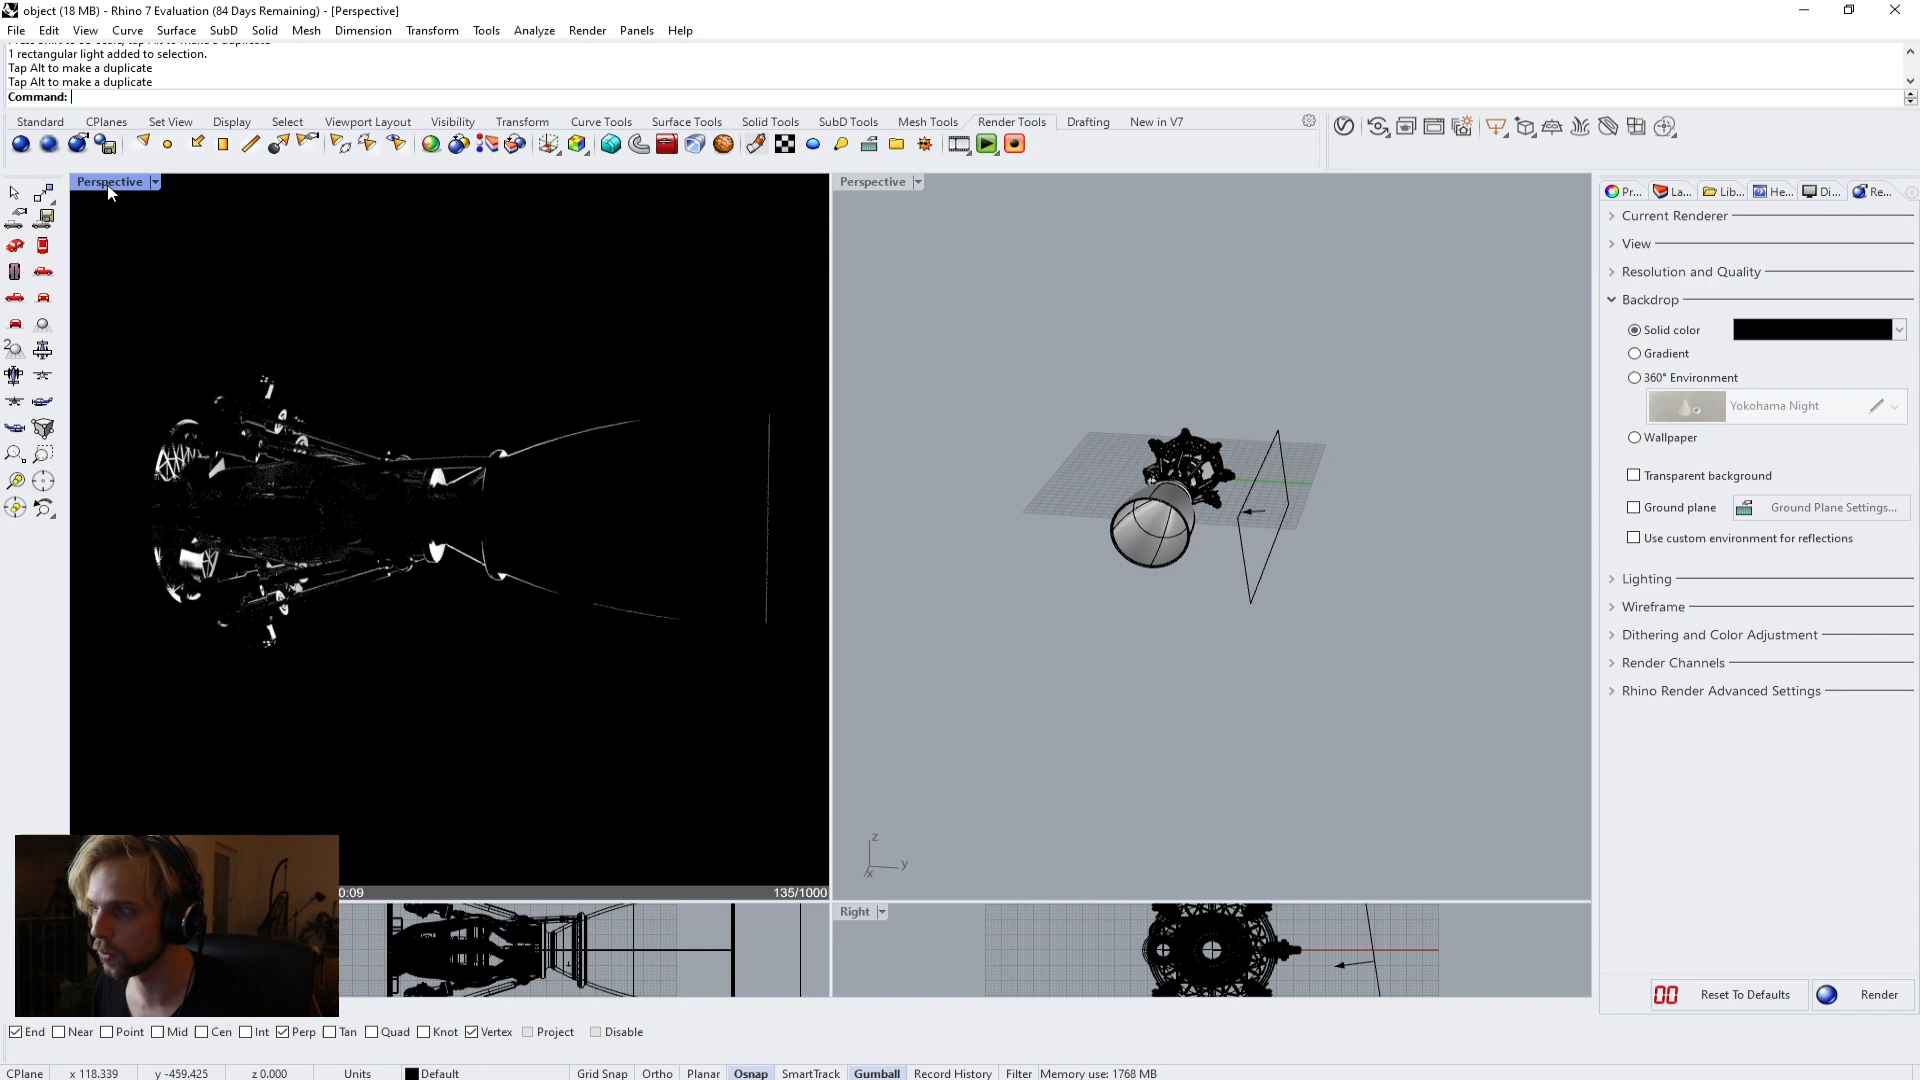 object (18 MB) - Rhino 7 Evaluation (84 Days Remaining) - [Perspective]
File Edit View Curve Surface SubD Solid Mesh Dimension Transform Tools Analyze Render Panels Help
1 rectangular light added to selection.
Tap Alt to make a duplicate
Tap Alt to make a duplicate
Command:
Standard CPlanes Set View Display Select Viewport Layout Visibility Transform Curve Tools Surface Tools Solid Tools SubD Tools Mesh Tools Render Tools Drafting New in V7
Perspective
Perspective
Pr... La... Lib... He... Di... Re...
Current Renderer
View
Resolution and Quality
Backdrop
Solid color
Gradient
360° Environment
Yokohama Night
Wallpaper
Transparent background
Ground plane Ground Plane Settings...
Use custom environment for reflections
Lighting
Wireframe
Dithering and Color Adjustment
Render Channels
Rhino Render Advanced Settings
2
z
y
x
0:09 135/1000
Right
Reset To Defaults Render
End Near Point Mid Cen Int Perp Tan Quad Knot Vertex Project Disable
CPlane x 118.339 y -459.425 z 0.000 Units Default Grid Snap Ortho Planar Osnap SmartTrack Gumball Record History Filter Memory use: 1768 MB